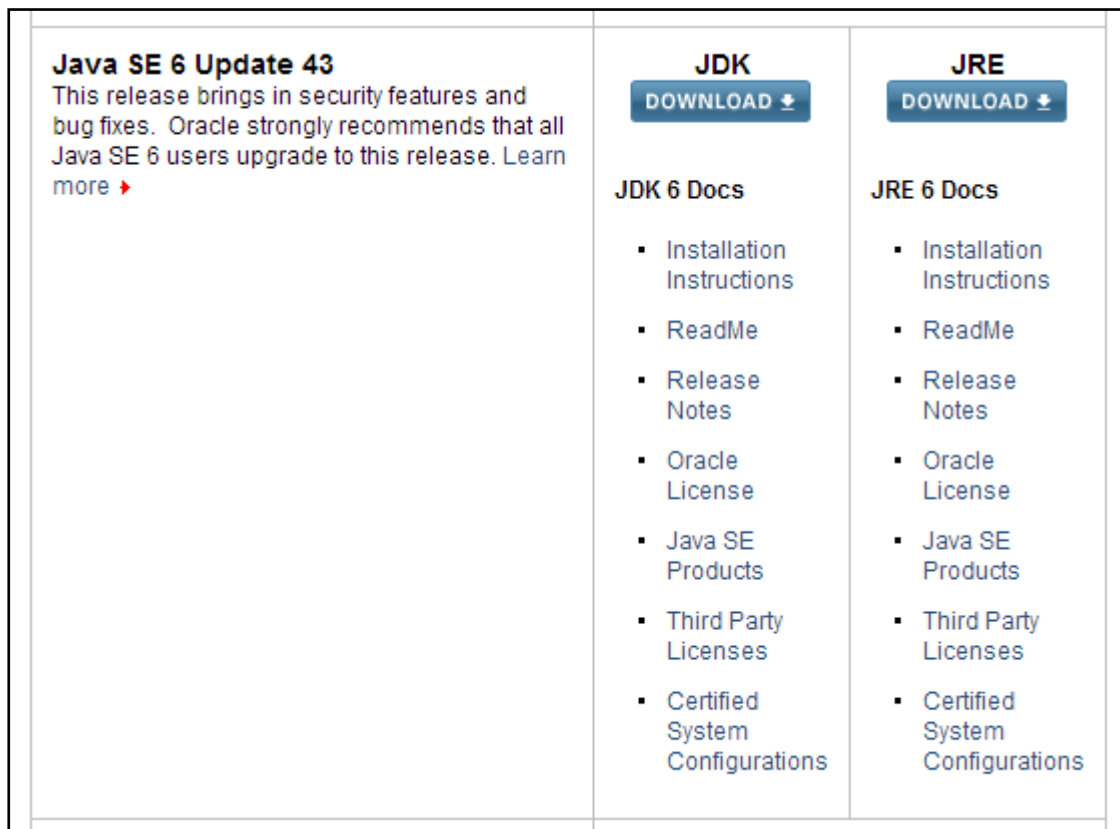 Java SE 6 Update 43
This release brings in security features and
bug fixes.  Oracle strongly recommends that all
Java SE 6 users upgrade to this release. Learn
more
JDK
DOWNLOAD
JDK 6 Docs
Installation
Instructions
ReadMe
Release
Notes
Oracle
License
Java SE
Products
Third Party
Licenses
Certified
System
Configurations
JRE
DOWNLOAD
JRE 6 Docs
Installation
Instructions
ReadMe
Release
Notes
Oracle
License
Java SE
Products
Third Party
Licenses
Certified
System
Configurations